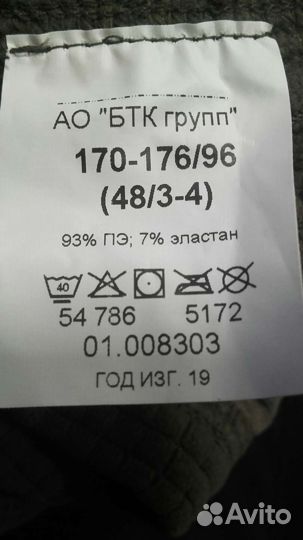 АО "БТК групп"
170-176/96
(48/3-4)
93% ПЭ; 7% эластан
40
54 786 5172
01.008303
ГОД ИЗГ. 19
Avito